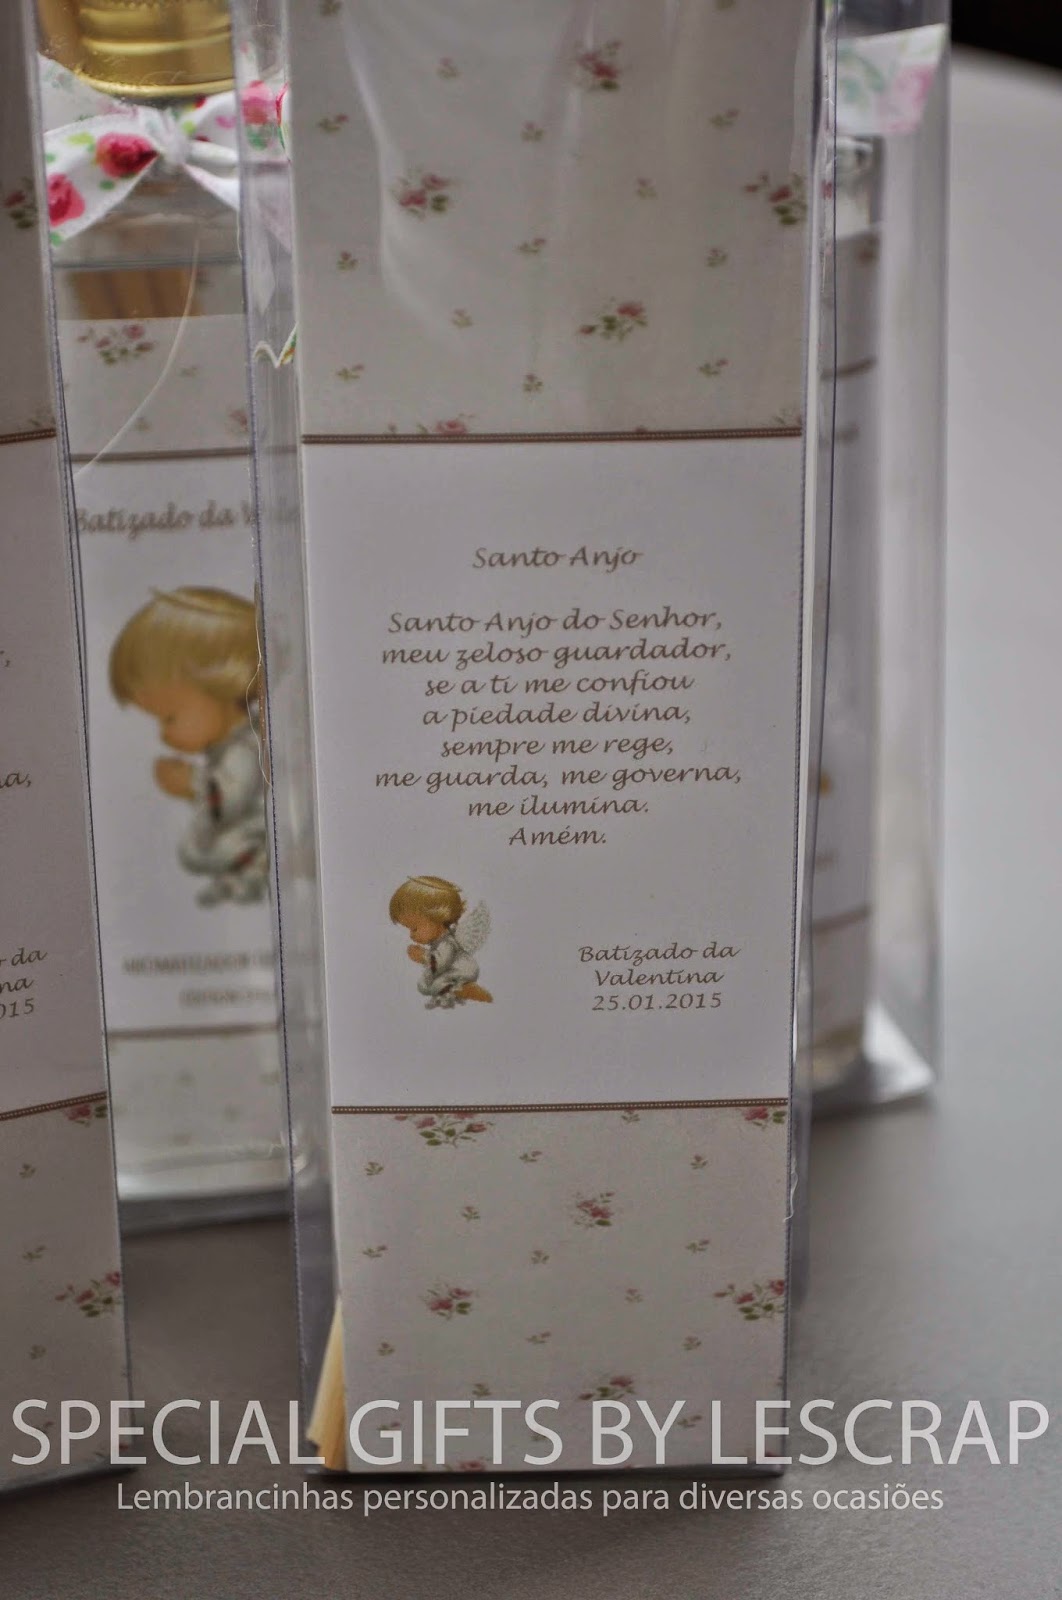 Batizado da
Santo Anjo
Santo Anjo do Senhor,
meu zeloso guardador,
se a ti me confiou
a piedade divina,
sempre me rege,
me guarda, me governa,
me ilumina.
Amém.
Batizado da
Valentina
25.01.2015
da
SPECIAL GIFTS BY LESCRAP
Lembrancinhas personalizadas para diversas ocasiões